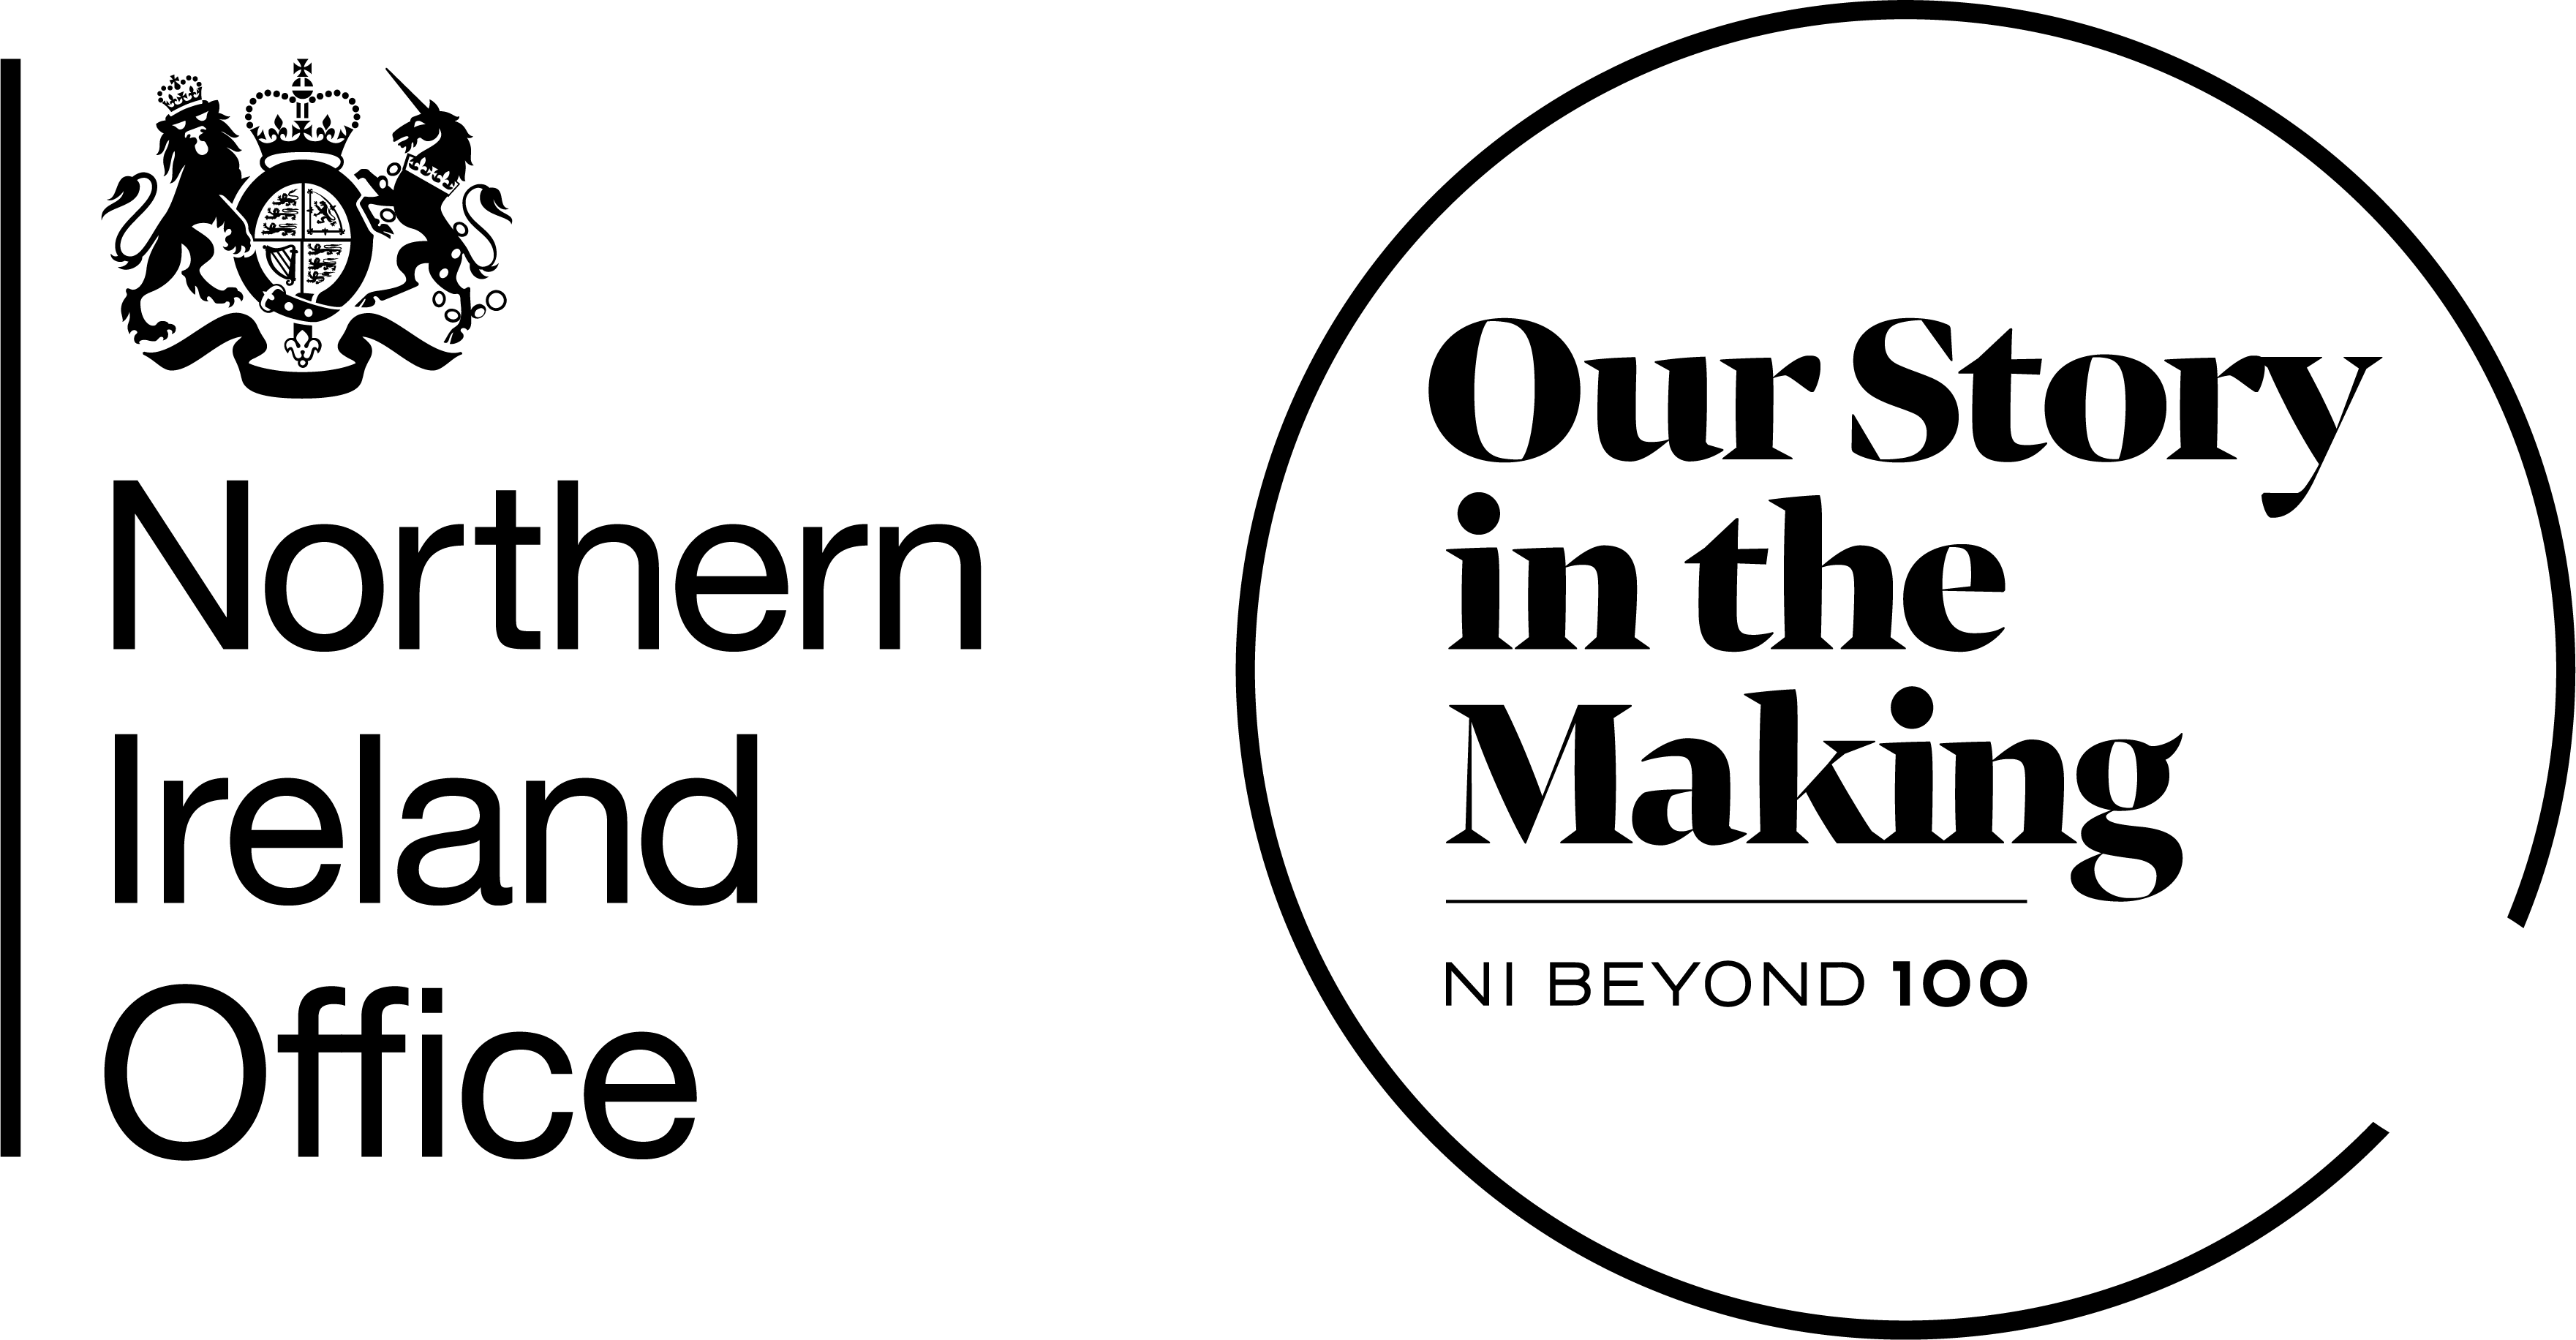 Northern
Ireland
Office
Our Story
in the
Making
NI BEYOND 100